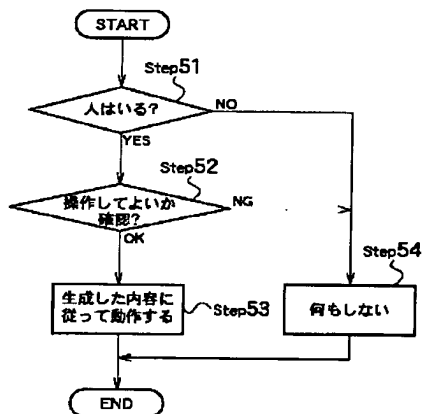 START
Step51
人はいる?
NO
YES
Step52
操作してよいか
確認?
NG
OK
Step54
生成した内容に
従って動作する
Step53
何もしない
END